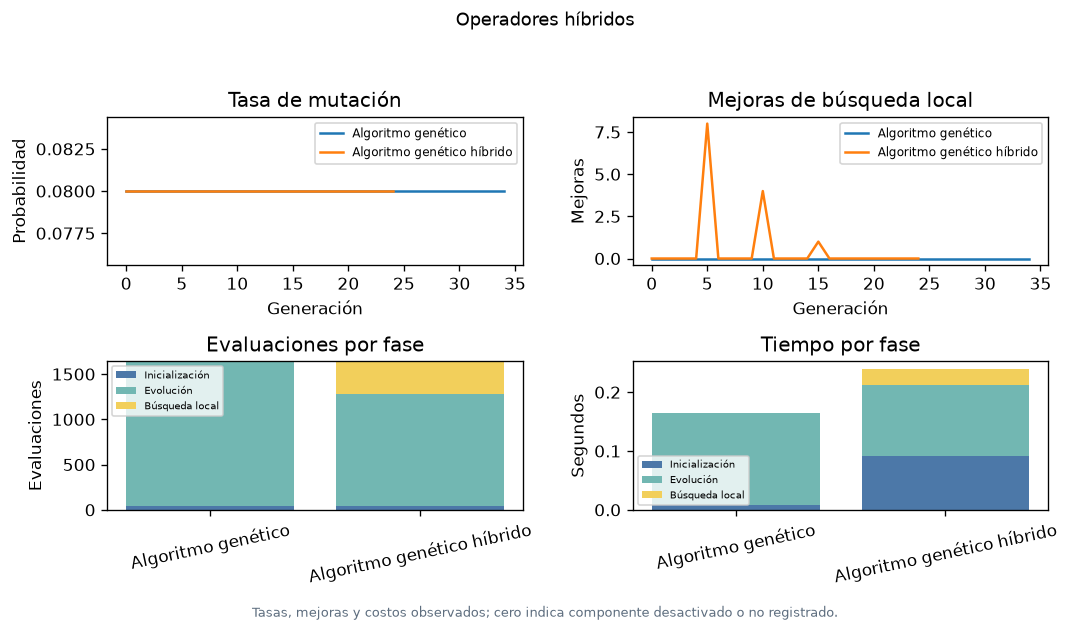 Operadores híbridos
Tasa de mutación
Probabilidad
0.0825
0.0800
0.0775
Algoritmo genético
Algoritmo genético híbrido
0 5 10 15 20 25 30 35
Generación
Mejoras de búsqueda local
Mejoras
7.5
5.0
2.5
0.0
Algoritmo genético
Algoritmo genético híbrido
0 5 10 15 20 25 30 35
Generación
Evaluaciones por fase
Evaluaciones
1500
1000
500
0
Inicialización
Evolución
Búsqueda local
Algoritmo genético
Algoritmo genético híbrido
Tiempo por fase
Segundos
0.2
0.1
0.0
Inicialización
Evolución
Búsqueda local
Algoritmo genético
Algoritmo genético híbrido
Tasas, mejoras y costos observados; cero indica componente desactivado o no registrado.